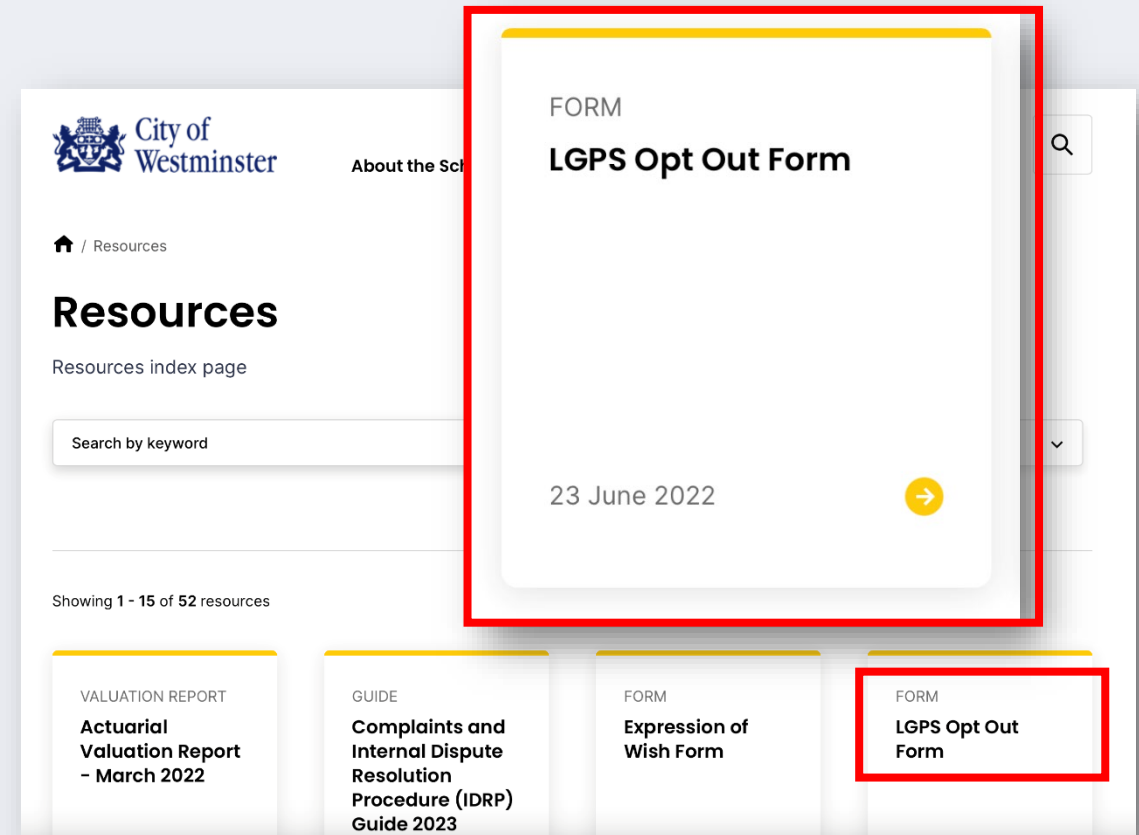 City of
Westminster
About the Sch
/ Resources
Resources
Resources index page
Search by keyword
FORM
LGPS Opt Out Form
23 June 2022
Showing 1 - 15 of 52 resources
VALUATION REPORT
Actuarial
Valuation Report
- March 2022
GUIDE
Complaints and
Internal Dispute
Resolution
Procedure (IDRP)
Guide 2023
FORM
Expression of
Wish Form
FORM
LGPS Opt Out
Form